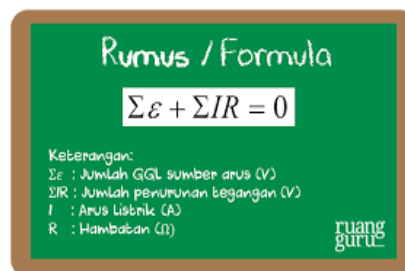 Rumus / Formula
Σε + ΣIR = 0
Keterangan:
Σε : Jumlah GGL sumber arus (V)
ΣIR : Jumlah penurunan tegangan (V)
I : Arus listrik (A)
R : Hambatan (Ω)
ruang
guru